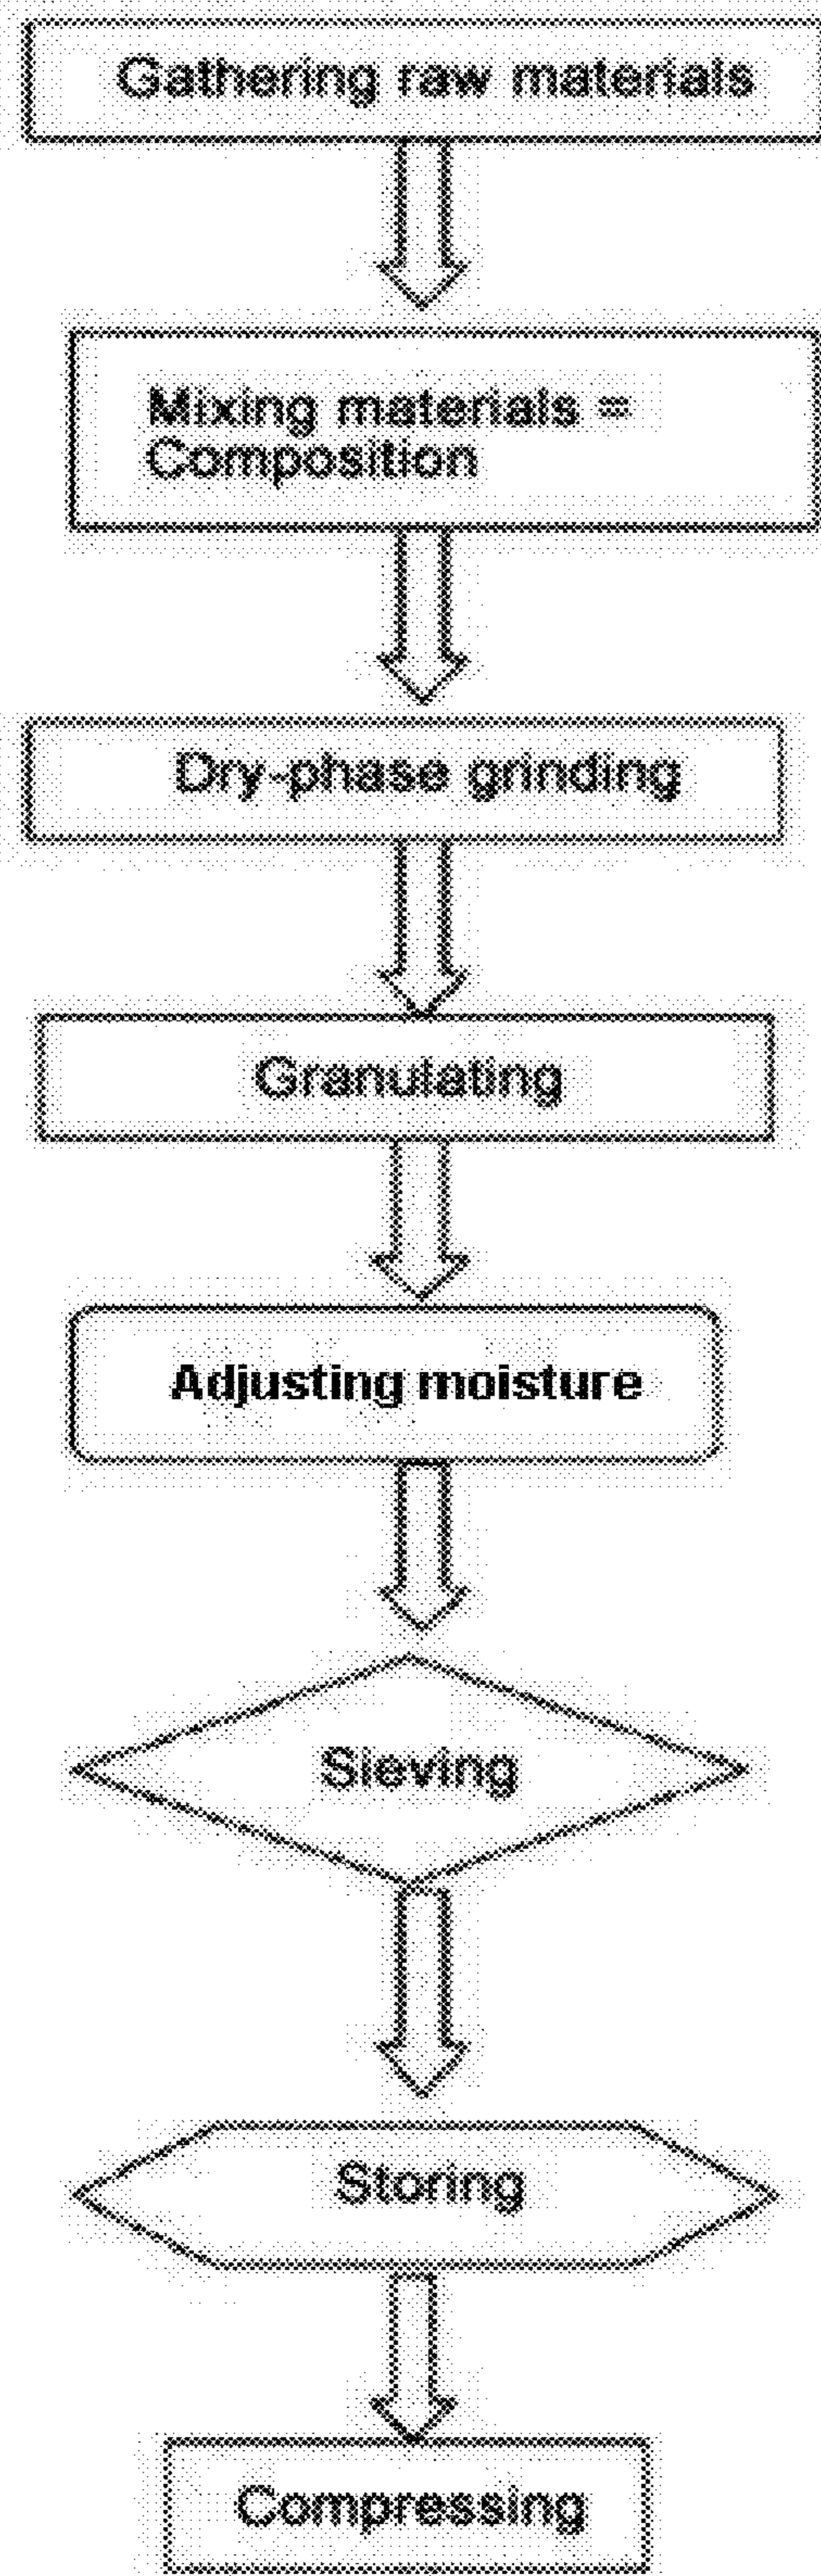 Gathering raw materials
Mixing materials =
Composition
Dry-phase grinding
Granulating
Adjusting moisture
Sieving
Storing
Compressing